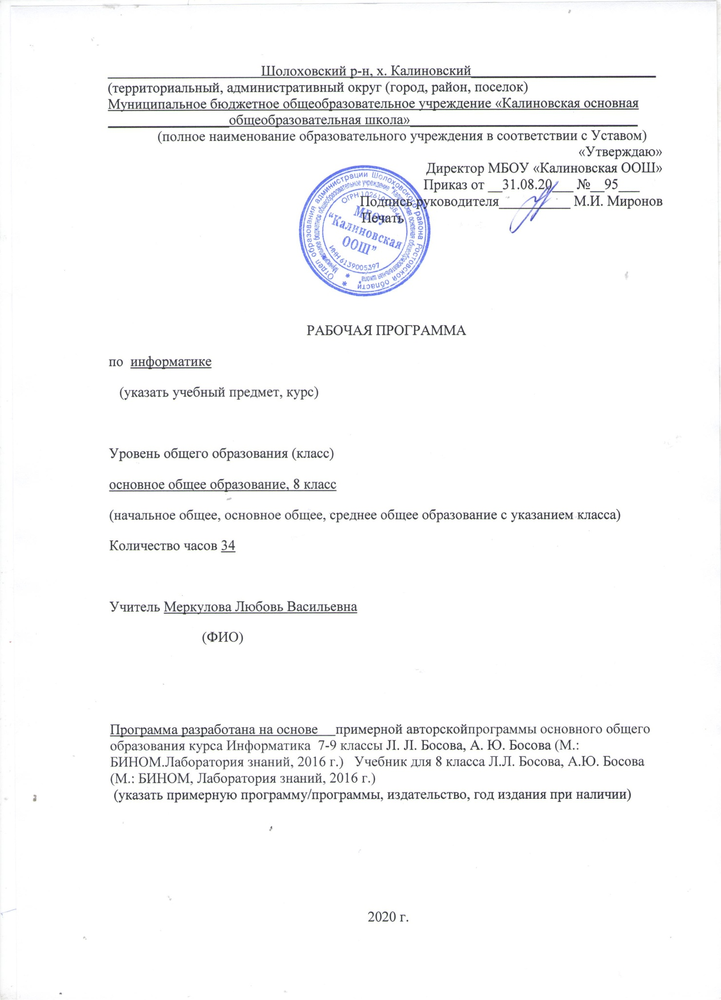 Шолоховский р-н, х. Калиновский
(территориальный, административный округ (город, район, поселок)
Муниципальное бюджетное общеобразовательное учреждение «Калиновская основная
общеобразовательная школа»
(полное наименование образовательного учреждения в соответствии с Уставом)
«Утверждаю»
Директор МБОУ «Калиновская ООШ»
Приказ от __31.08.20___ №__95___
Подпись руководителя__________ М.И. Миронов
Печать
Отдел образования администрации Шолоховского района Ростовской области
Муниципальное бюджетное общеобразовательное учреждение "Калиновская основная общеобразовательная школа"
ОГРН
МБОУ
“Калиновская
ООШ”
ИНН 6139005397
РАБОЧАЯ ПРОГРАММА
по информатике
(указать учебный предмет, курс)
Уровень общего образования (класс)
основное общее образование, 8 класс
(начальное общее, основное общее, среднее общее образование с указанием класса)
Количество часов 34
Учитель Меркулова Любовь Васильевна
(ФИО)
Программа разработана на основе___примерной авторскойпрограммы основного общего
образования курса Информатика 7-9 классы Л. Л. Босова, А. Ю. Босова (М.:
БИНОМ.Лаборатория знаний, 2016 г.) Учебник для 8 класса Л.Л. Босова, А.Ю. Босова
(М.: БИНОМ, Лаборатория знаний, 2016 г.)
(указать примерную программу/программы, издательство, год издания при наличии)
2020 г.